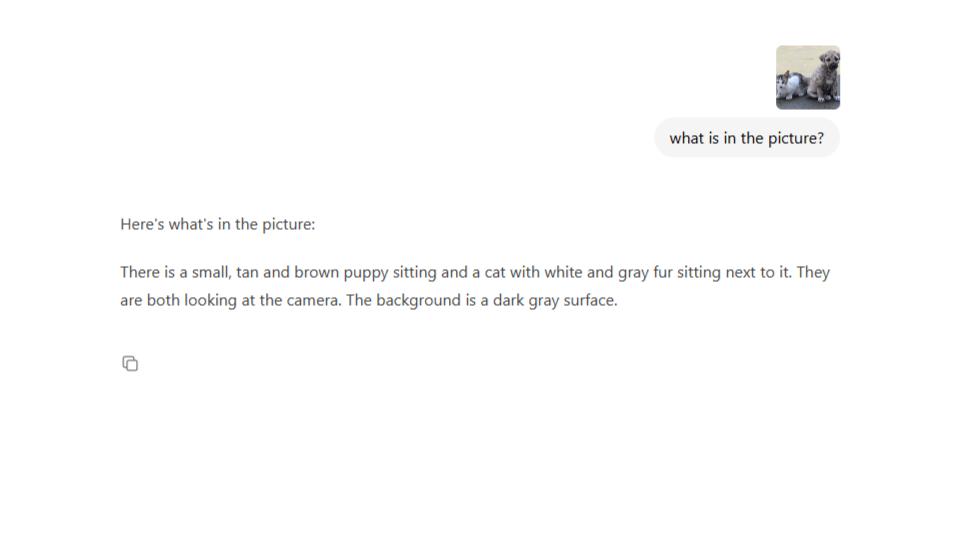 what is in the picture?
Here's what's in the picture:
There is a small, tan and brown puppy sitting and a cat with white and gray fur sitting next to it. They
are both looking at the camera. The background is a dark gray surface.